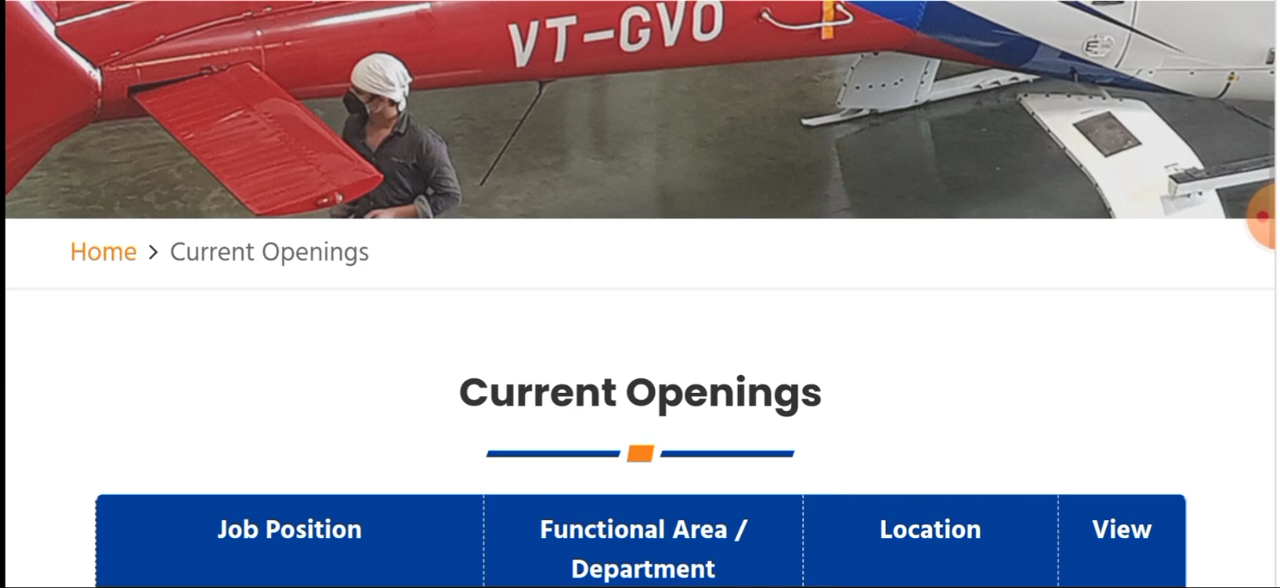 VT-GVO
Home > Current Openings
Current Openings
Job Position
Functional Area /
Department
Location
View